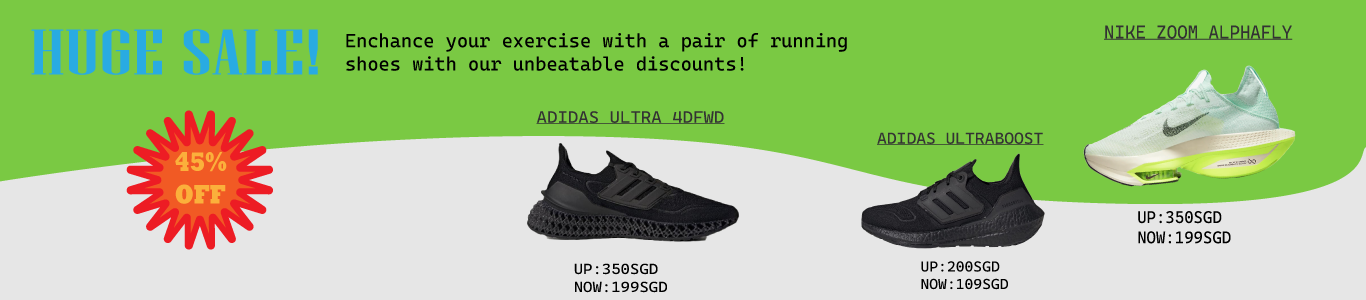 HUGE SALE!
Enchance your exercise with a pair of running
shoes with our unbeatable discounts!
45%
OFF
ADIDAS ULTRA 4DFWD
UP:350SGD
NOW:199SGD
ADIDAS ULTRABOOST
UP:200SGD
NOW:109SGD
NIKE ZOOM ALPHAFLY
UP:350SGD
NOW:199SGD